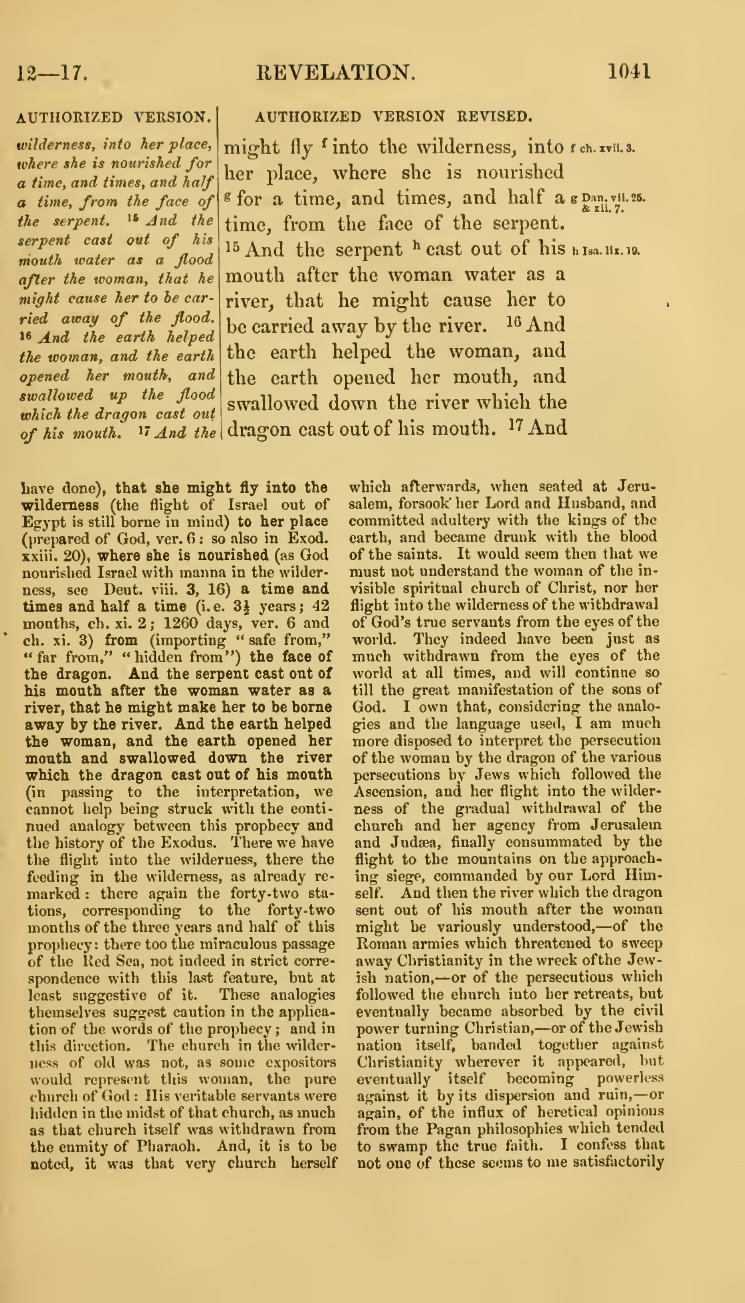 12—17.
REVELATION.
1041
AUTHORIZED VERSION.
wilderness, into her place,
where she is nourished for
a time, and times, and half
a time, from the face of
the serpent. 15 And the
serpent cast out of his
mouth water as a flood
after the woman, that he
might cause her to be car-
ried away of the flood.
16 And the earth helped
the woman, and the earth
opened her mouth, and
swallowed up the flood
which the dragon cast out
of his mouth. 17 And the
AUTHORIZED VERSION REVISED.
might fly f into the wilderness, into
her place, where she is nourished
g for a time, and times, and half a
time, from the face of the serpent.
15 And the serpent h cast out of his
mouth after the woman water as a
river, that he might cause her to
be carried away by the river. 16 And
the earth helped the woman, and
the earth opened her mouth, and
swallowed down the river which the
dragon cast out of his mouth. 17 And
f ch. xvii. 3.
g Dan. vii. 25.
& xii. 7.
h Isa. lix. 19.
have done), that she might fly into the
wilderness (the flight of Israel out of
Egypt is still borne in mind) to her place
(prepared of God, ver. 6: so also in Exod.
xxiii. 20), where she is nourished (as God
nourished Israel with manna in the wilder-
ness, see Deut. viii. 3, 16) a time and
times and half a time (i. e. 3½ years; 42
months, ch. xi. 2; 1260 days, ver. 6 and
ch. xi. 3) from (importing “safe from,”
“far from,” “hidden from”) the face of
the dragon. And the serpent cast out of
his mouth after the woman water as a
river, that he might make her to be borne
away by the river. And the earth helped
the woman, and the earth opened her
mouth and swallowed down the river
which the dragon cast out of his mouth
(in passing to the interpretation, we
cannot help being struck with the conti-
nued analogy between this prophecy and
the history of the Exodus. There we have
the flight into the wilderness, there the
feeding in the wilderness, as already re-
marked: there again the forty-two sta-
tions, corresponding to the forty-two
months of the three years and half of this
prophecy: there too the miraculous passage
of the Red Sea, not indeed in strict corre-
spondence with this last feature, but at
least suggestive of it. These analogies
themselves suggest caution in the applica-
tion of the words of the prophecy; and in
this direction. The church in the wilder-
ness of old was not, as some expositors
would represent this woman, the pure
church of God: His veritable servants were
hidden in the midst of that church, as much
as that church itself was withdrawn from
the enmity of Pharaoh. And, it is to be
noted, it was that very church herself
which afterwards, when seated at Jeru-
salem, forsook her Lord and Husband, and
committed adultery with the kings of the
earth, and became drunk with the blood
of the saints. It would seem then that we
must not understand the woman of the in-
visible spiritual church of Christ, nor her
flight into the wilderness of the withdrawal
of God's true servants from the eyes of the
world. They indeed have been just as
much withdrawn from the eyes of the
world at all times, and will continue so
till the great manifestation of the sons of
God. I own that, considering the analo-
gies and the language used, I am much
more disposed to interpret the persecution
of the woman by the dragon of the various
persecutions by Jews which followed the
Ascension, and her flight into the wilder-
ness of the gradual withdrawal of the
church and her agency from Jerusalem
and Judæa, finally consummated by the
flight to the mountains on the approach-
ing siege, commanded by our Lord Him-
self. And then the river which the dragon
sent out of his mouth after the woman
might be variously understood,—of the
Roman armies which threatened to sweep
away Christianity in the wreck ofthe Jew-
ish nation,—or of the persecutions which
followed the church into her retreats, but
eventually became absorbed by the civil
power turning Christian,—or of the Jewish
nation itself, banded together against
Christianity wherever it appeared, but
eventually itself becoming powerless
against it by its dispersion and ruin,—or
again, of the influx of heretical opinions
from the Pagan philosophies which tended
to swamp the true faith. I confess that
not one of these seems to me satisfactorily